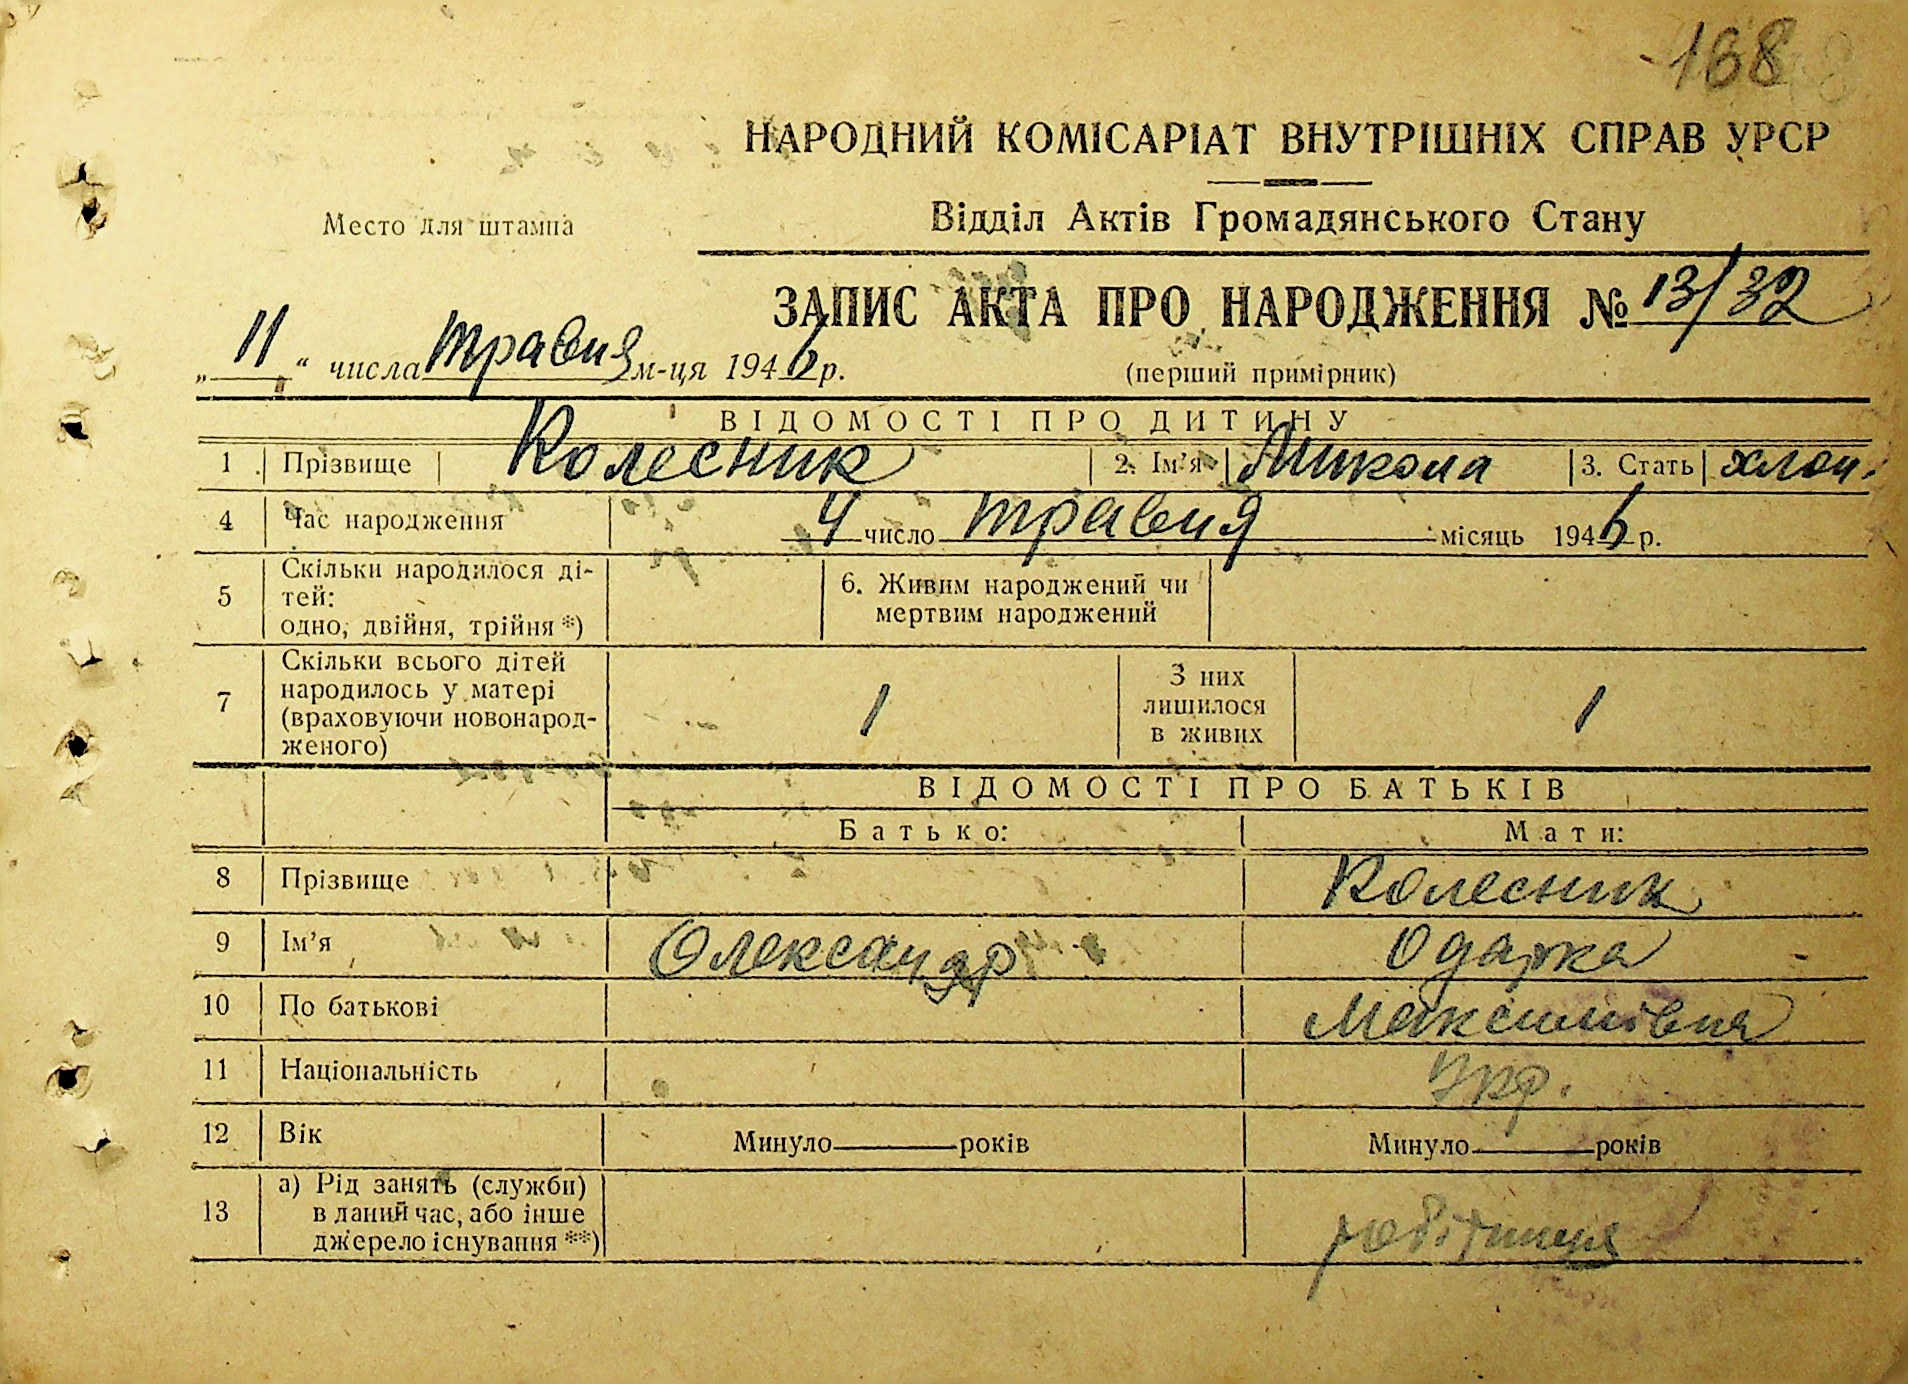 168
НАРОДНИЙ КОМІСАРІАТ ВНУТРІШНІХ СПРАВ УРСР
Место для штампа
Відділ Актів Громадянського Стану
ЗАПИС АКТА ПРО НАРОДЖЕННЯ № 13/32
„11“ числа травня м-ця 1946 р.
(перший примірник)
ВІДОМОСТІ ПРО ДИТИНУ
1 Прізвище Колесник 2. Ім'я Микола 3. Стать хлоп.
4 Час народження 4 число травня місяць 1946 р.
5 Скільки народилося ді-
тей:
одно, двійня, трійня *)
6. Живим народжений чи
мертвим народжений
7 Скільки всього дітей
народилось у матері
(враховуючи новонарод-
женого)
1
З них
лишилося
в живих
1
ВІДОМОСТІ ПРО БАТЬКІВ
Батько: Мати:
8 Прізвище Колесник
9 Ім'я Олександр Одарка
10 По батькові Максимівна
11 Національність Укр.
12 Вік Минуло років Минуло років
13 а) Рід занять (служби)
в даний час, або інше
джерело існування **)
робітниця